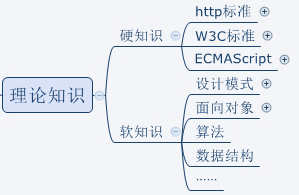 理论知识
硬知识
http标准
W3C标准
ECMAScript
软知识
设计模式
面向对象
算法
数据结构
……